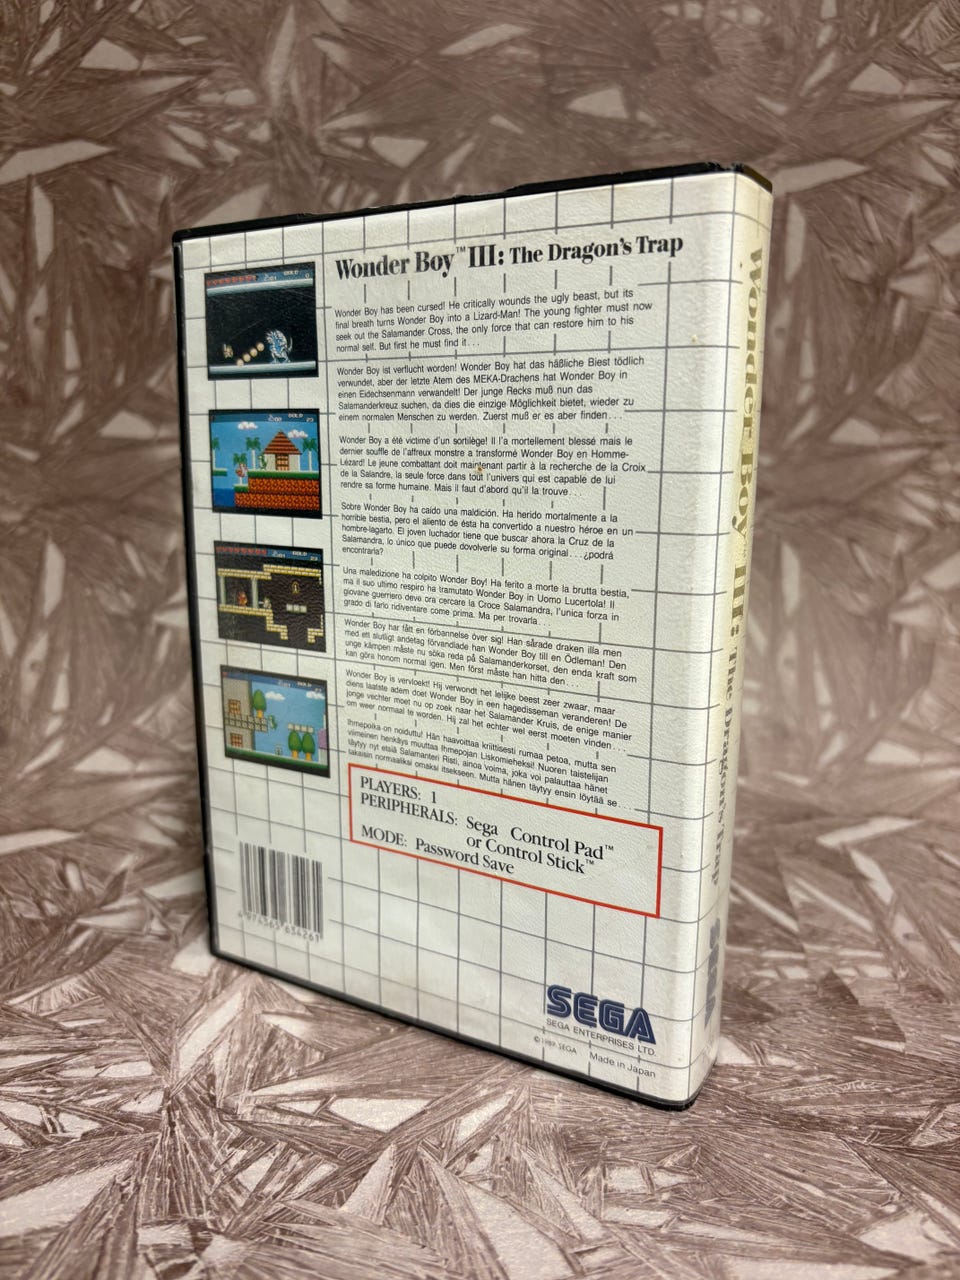 Wonder Boy™ III: The Dragon's Trap
Wonder Boy has been cursed! He critically wounds the ugly beast, but its
final breath turns Wonder Boy into a Lizard-Man! The young fighter must now
seek out the Salamander Cross, the only force that can restore him to his
normal self. But first he must find it...
Wonder Boy ist verflucht worden! Wonder Boy hat das häßliche Biest tödlich
verwundet, aber der letzte Atem des MEKA-Drachens hat Wonder Boy in
einen Eidechsenmann verwandelt! Der junge Recks muß nun das
Salamanderkreuz suchen, da dies die einzige Möglichkeit bietet, wieder zu
einem normalen Menschen zu werden. Zuerst muß er es aber finden...
Wonder Boy a été victime d'un sortilège! Il l'a mortellement blessé mais le
dernier souffle de l'affreux monstre a transformé Wonder Boy en Homme-
Lézard! Le jeune combattant doit maintenant partir à la recherche de la Croix
de la Salandre, la seule force dans tout l'univers qui est capable de lui
rendre sa forme humaine. Mais il faut d'abord qu'il la trouve...
Sobre Wonder Boy ha caído una maldición. Ha herido mortalmente a la
horrible bestia, pero el aliento de ésta ha convertido a nuestro héroe en un
hombre-lagarto. El joven luchador tiene que buscar ahora la Cruz de la
Salamandra, lo único que puede dovolverle su forma original...¿podrá
encontrarla?
Una maledizione ha colpito Wonder Boy! Ha ferito a morte la brutta bestia,
ma il suo ultimo respiro ha tramutato Wonder Boy in Uomo Lucertola! Il
giovane guerriero deve ora cercare la Croce Salamandra, l'unica forza in
grado di farlo ridiventare come prima. Ma per trovarla...
Wonder Boy har fått en förbannelse över sig! Han sårade draken illa men
med ett slutligt andetag förvandlade han Wonder Boy till en Ödleman! Den
unge kämpen måste nu söka reda på Salamanderkorset, den enda kraft som
kan göra honom normal igen. Men först måste han hitta den...
Wonder Boy is vervloekt! Hij verwondt het lelijke beest zeer zwaar, maar
diens laatste adem doet Wonder Boy in een hagedisseman veranderen! De
jonge vechter moet nu op zoek naar het Salamander Kruis, de enige manier
om weer normaal te worden. Hij zal het echter wel eerst moeten vinden...
Ihmepoika on noiduttu! Hän haavoittaa kriittisesti rumaa petoa, mutta sen
viimeinen henkäys muuttaa Ihmepojan Liskomieheksi! Nuoren taistelijan
täytyy nyt etsiä Salamanteri Risti, ainoa voima, joka voi palauttaa hänet
takaisin normaaliksi omaksi itsekseen. Mutta hänen täytyy ensin löytää se...
PLAYERS: 1
PERIPHERALS: Sega Control Pad™
or Control Stick™
MODE: Password Save
4 974365 634261
SEGA
SEGA ENTERPRISES LTD.
©1989 SEGA Made in Japan
Wonder Boy™ III: The Dragon's Trap
SEGA
GOLD
GOLD
GOLD